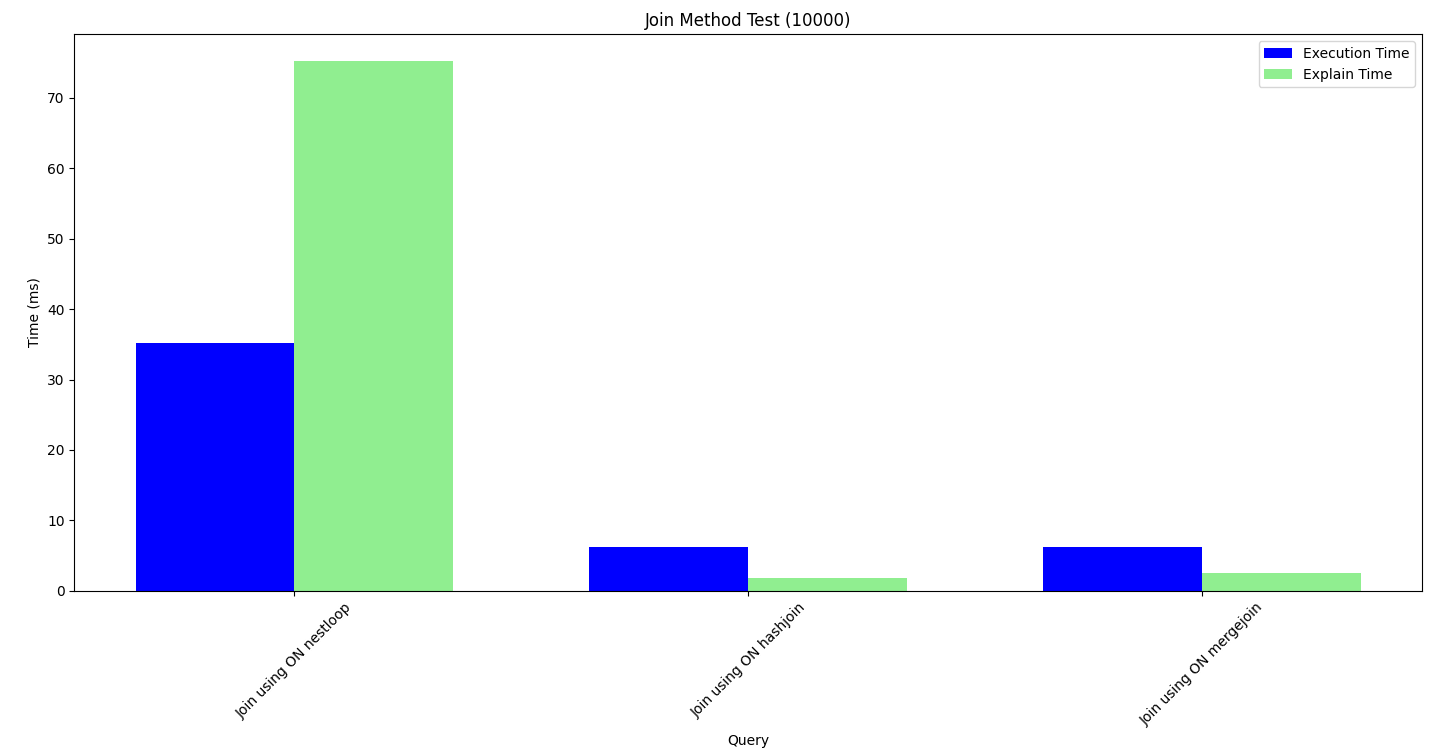 Join Method Test (10000)
Execution Time
Explain Time
Time (ms)
70
60
50
40
30
20
10
0
Join using ON nestloop
Join using ON hashjoin
Join using ON mergejoin
Query